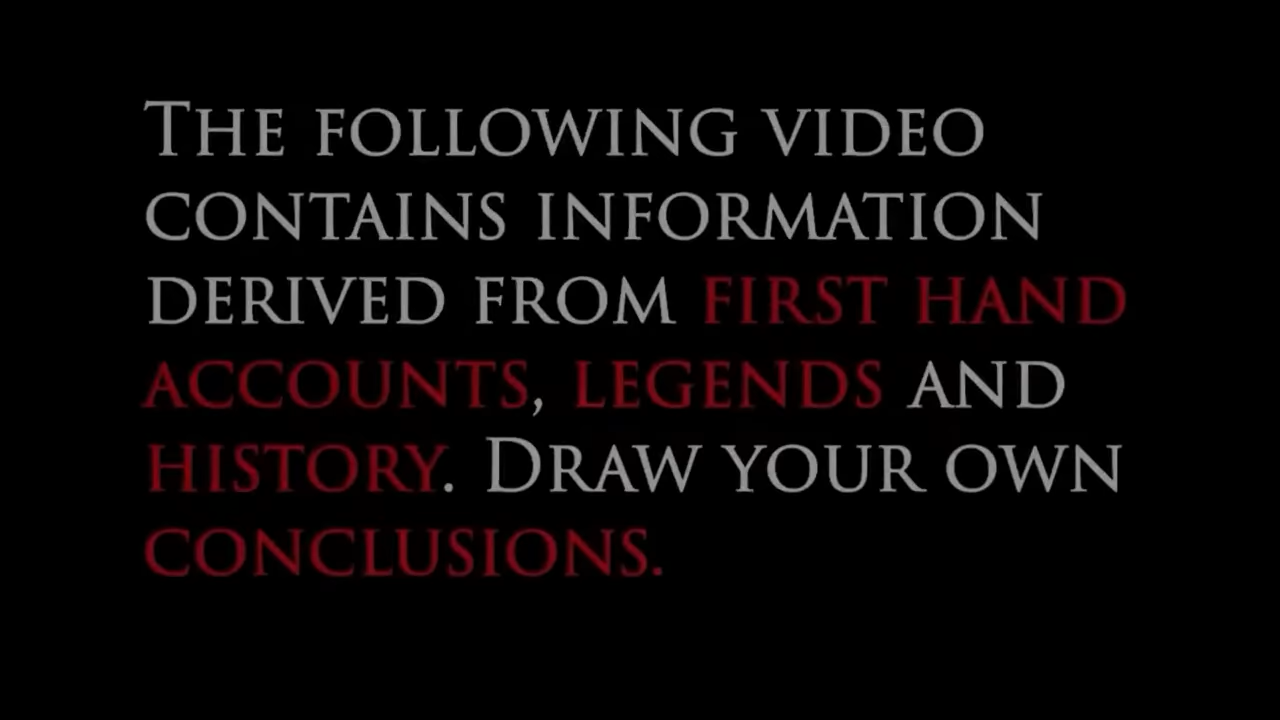 THE FOLLOWING VIDEO
CONTAINS INFORMATION
DERIVED FROM FIRST HAND
ACCOUNTS, LEGENDS AND
HISTORY. DRAW YOUR OWN
CONCLUSIONS.